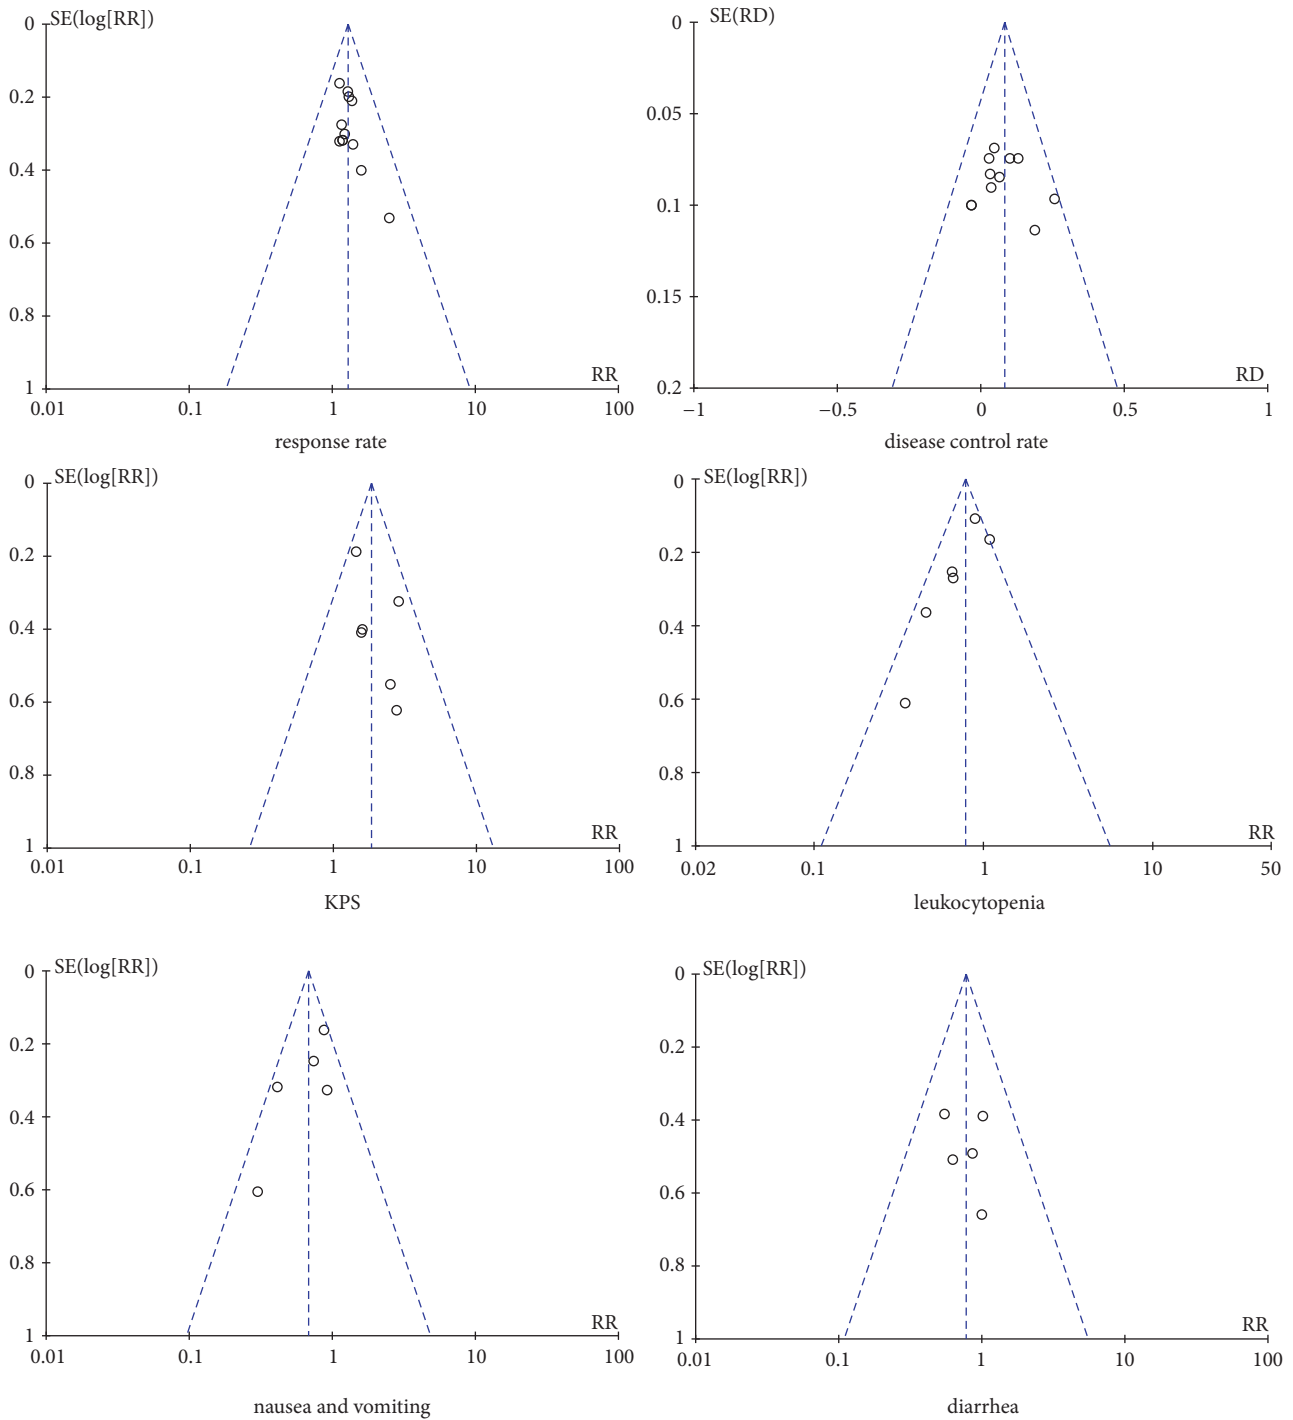 SE(log[RR])
0
0.2
0.4
0.6
0.8
1
RR
0.01 0.1 1 10 100
response rate
SE(RD)
0
0.05
0.1
0.15
0.2
RD
−1 −0.5 0 0.5 1
disease control rate
SE(log[RR])
0
0.2
0.4
0.6
0.8
1
RR
0.01 0.1 1 10 100
KPS
SE(log[RR])
0
0.2
0.4
0.6
0.8
1
RR
0.02 0.1 1 10 50
leukocytopenia
SE(log[RR])
0
0.2
0.4
0.6
0.8
1
RR
0.01 0.1 1 10 100
nausea and vomiting
SE(log[RR])
0
0.2
0.4
0.6
0.8
1
RR
0.01 0.1 1 10 100
diarrhea